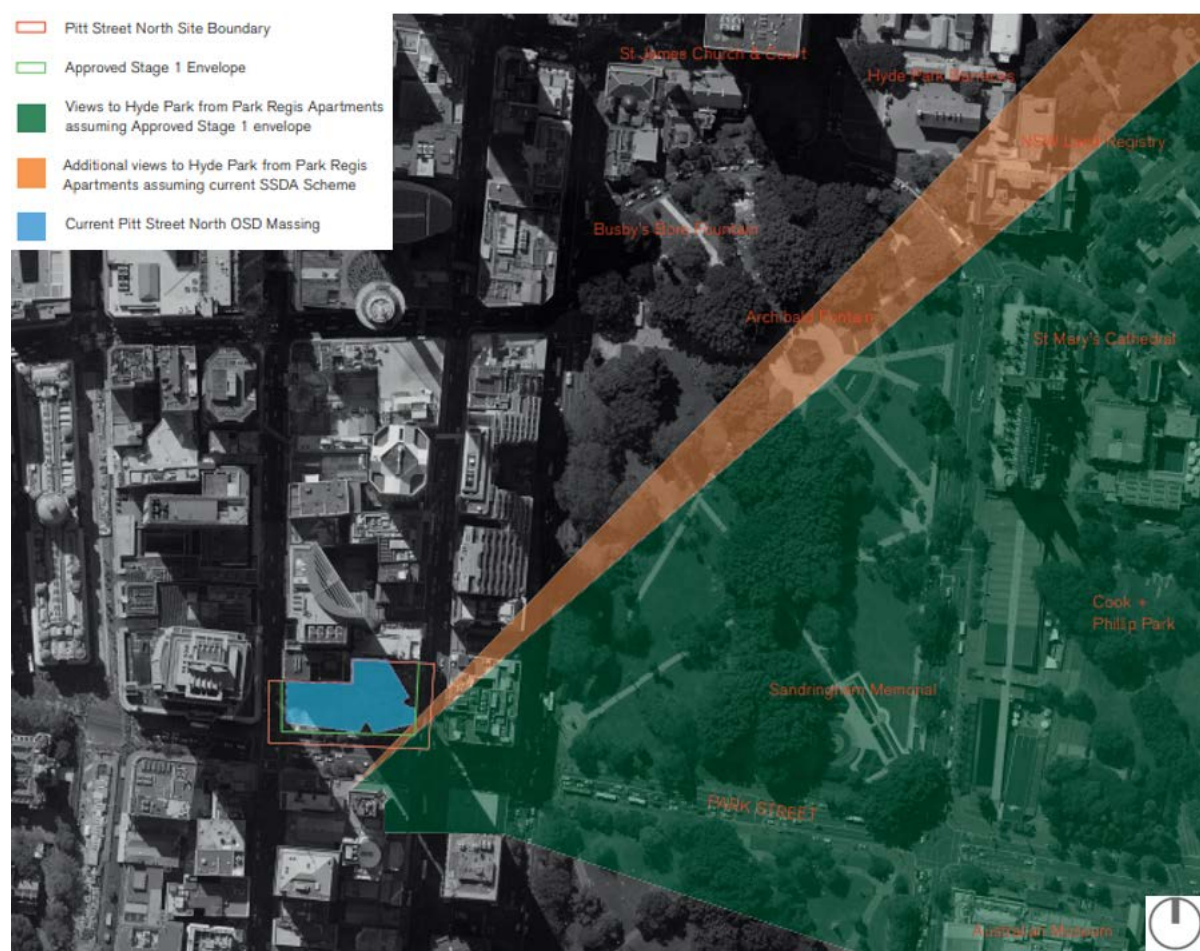 Pitt Street North Site Boundary
Approved Stage 1 Envelope
Views to Hyde Park from Park Regis Apartments
assuming Approved Stage 1 envelope
Additional views to Hyde Park from Park Regis
Apartments assuming current SSDA Scheme
Current Pitt Street North OSD Massing
St James Church & Court
Hyde Park Barracks
NSW Land Registry
Busby's Bore Fountain
Archibald Fontain
St Mary's Cathedral
Cook +
Phillip Park
Sandringham Memorial
PARK STREET
Australian Museum